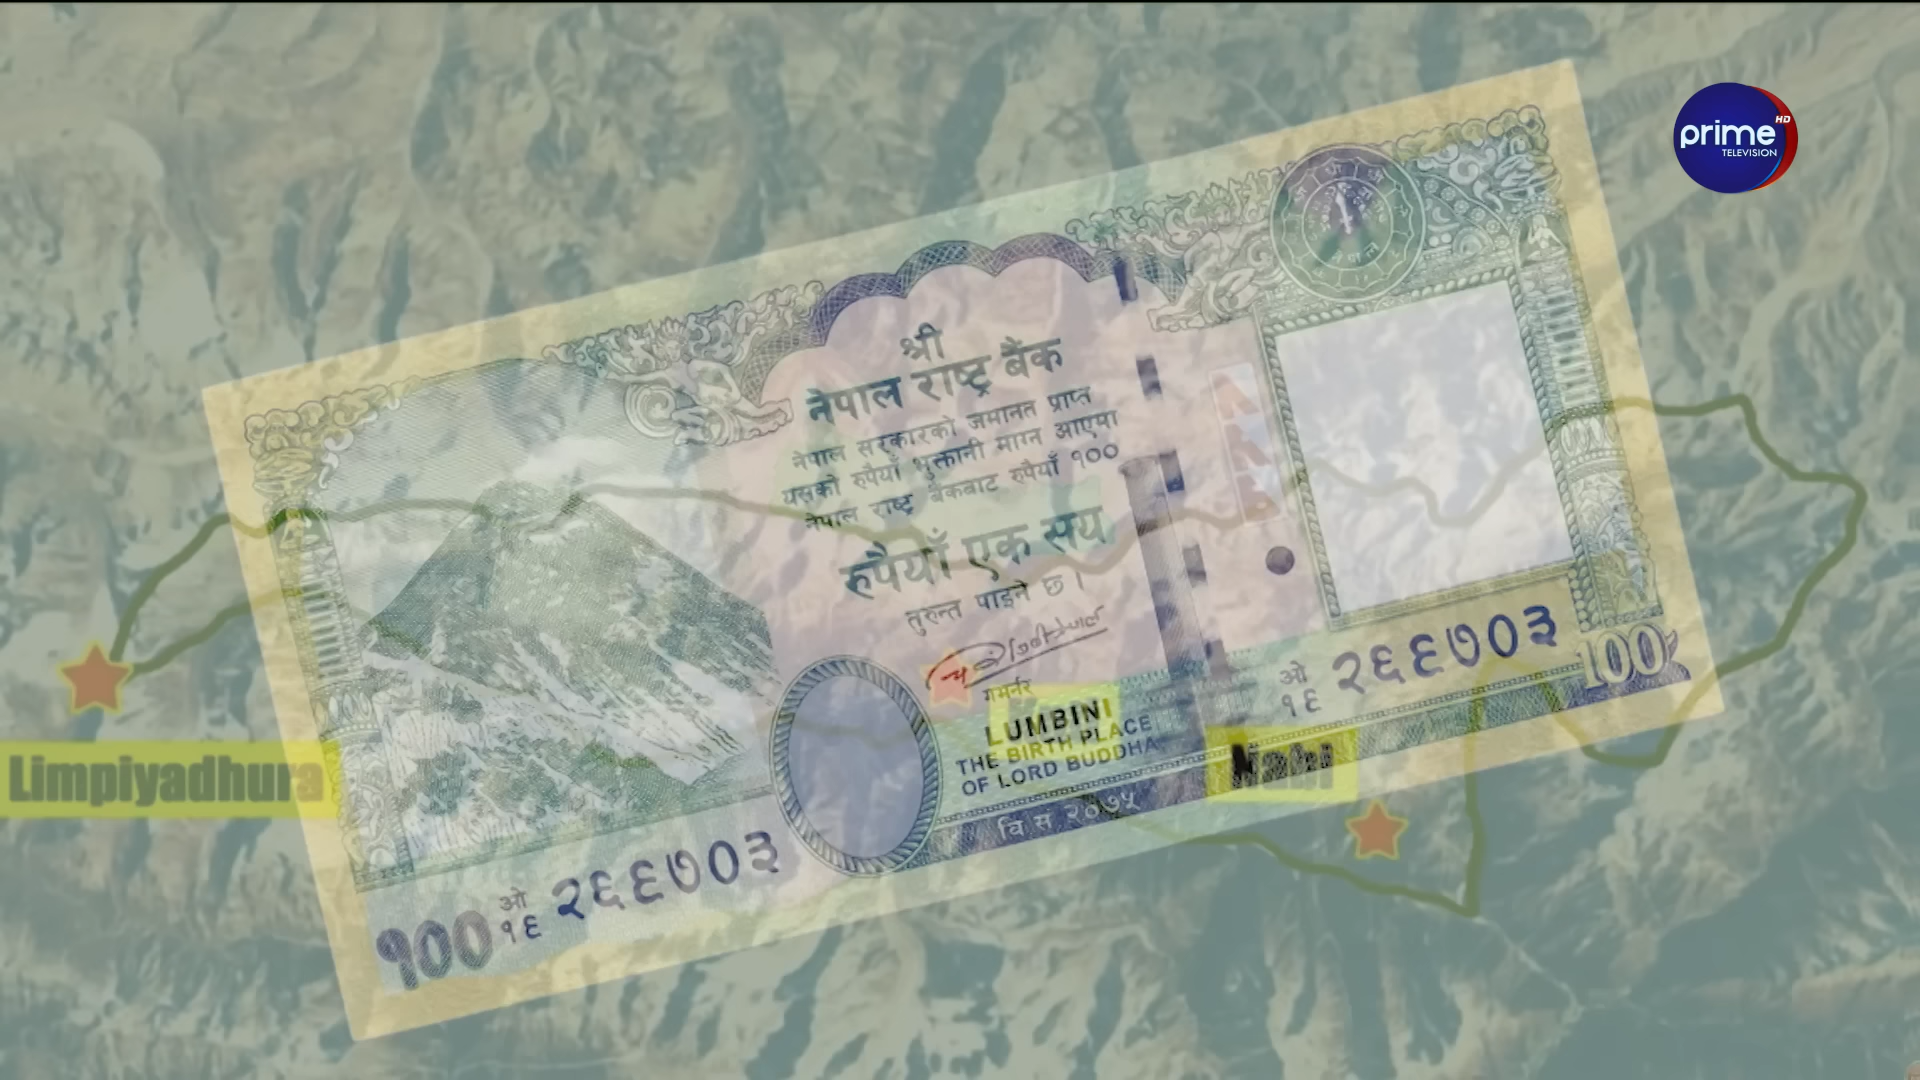 prime HD
TELEVISION
श्री
नेपाल राष्ट्र बैंक
नेपाल सरकारको जमानत प्राप्त
यसको रुपैयाँ भुक्तानी माग्न आएमा
नेपाल राष्ट्र बैंकबाट रुपैयाँ १००
रुपैयाँ एक सय
तुरुन्त पाइने छ ।
गभर्नर
LUMBINI
THE BIRTH PLACE
OF LORD BUDDHA
वि सं २०७५
ओ
१६ २६६७०३
100
Limpiyadhura
Nabi
१००
ओ
१६ २६६७०३